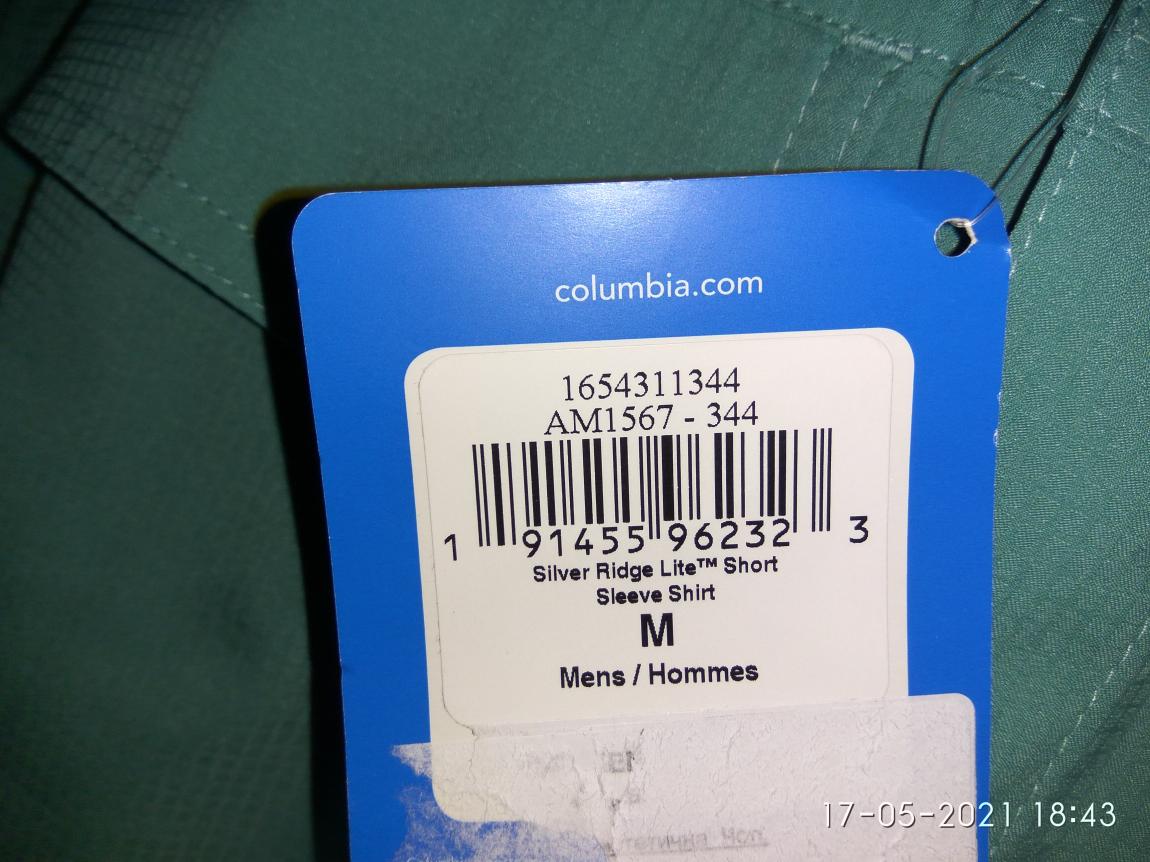 columbia.com
1654311344
AM1567 - 344
1 91455 96232 3
Silver Ridge Lite™ Short
Sleeve Shirt
M
Mens / Hommes
17-05-2021 18:43